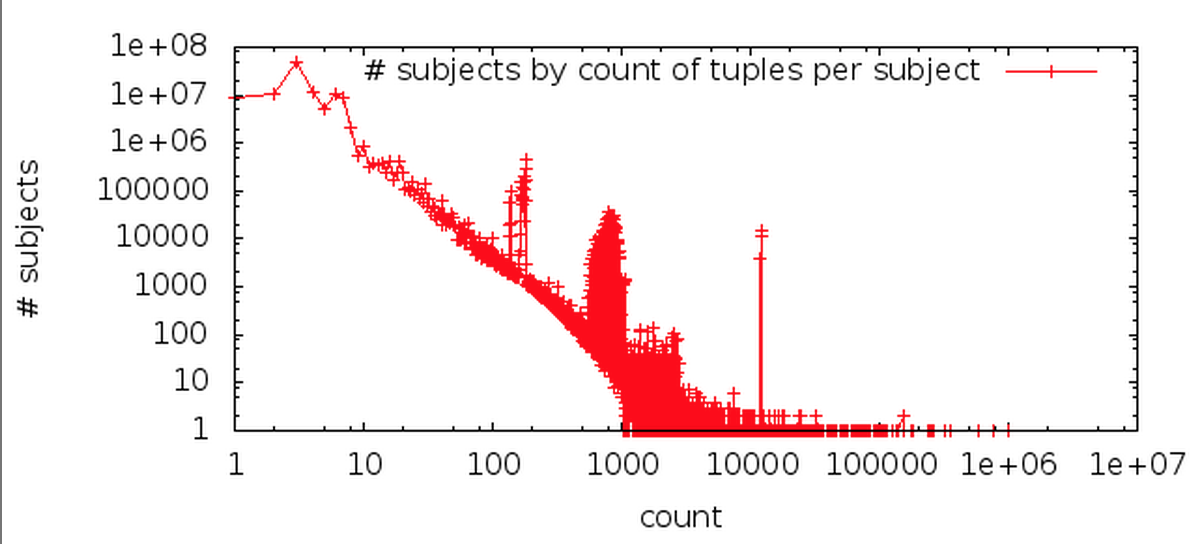 # subjects by count of tuples per subject
# subjects
1e+08
1e+07
1e+06
100000
10000
1000
100
10
1
1 10 100 1000 10000 100000 1e+06 1e+07
count